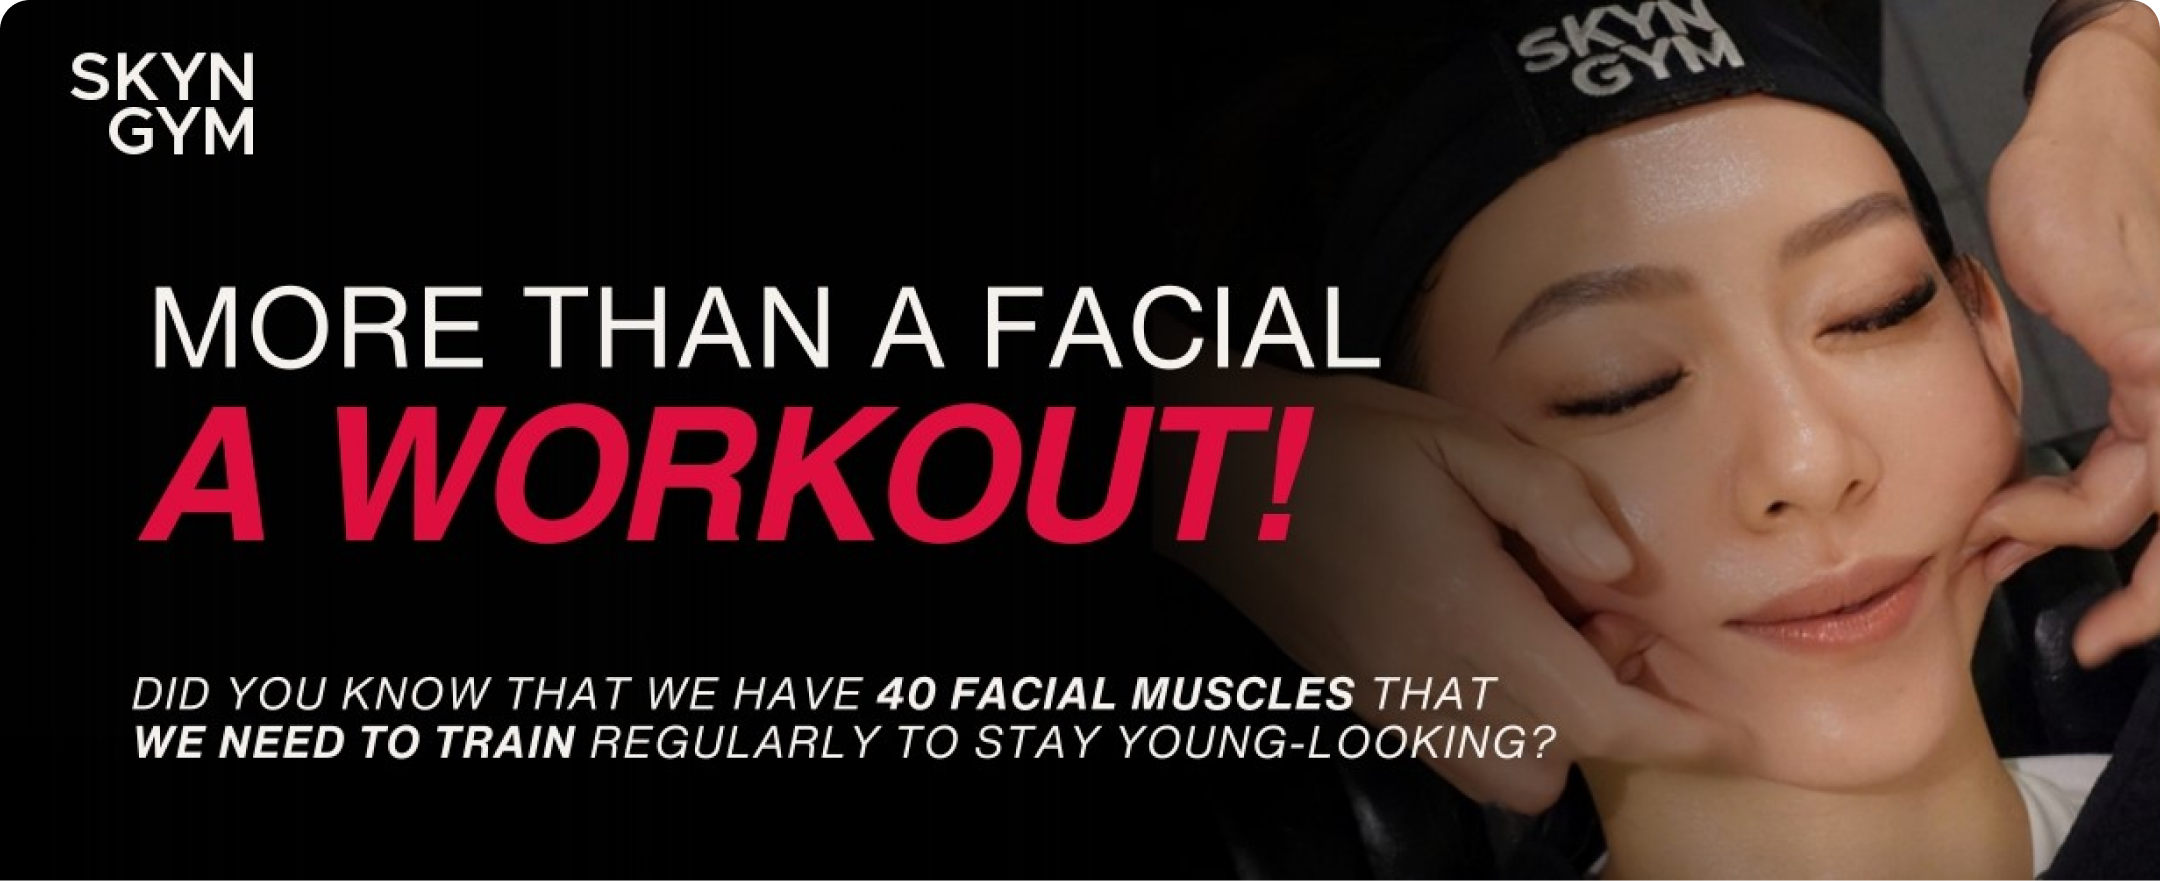 SKYN
GYM
SKYN
GYM
MORE THAN A FACIAL
A WORKOUT!
DID YOU KNOW THAT WE HAVE 40 FACIAL MUSCLES THAT
WE NEED TO TRAIN REGULARLY TO STAY YOUNG-LOOKING?